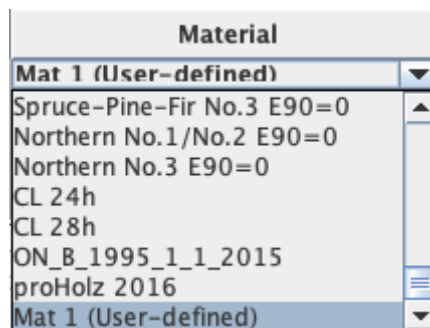 Material
Mat 1 (User-defined)
Spruce-Pine-Fir No.3 E90=0
Northern No.1/No.2 E90=0
Northern No.3 E90=0
CL 24h
CL 28h
ON_B_1995_1_1_2015
proHolz 2016
Mat 1 (User-defined)